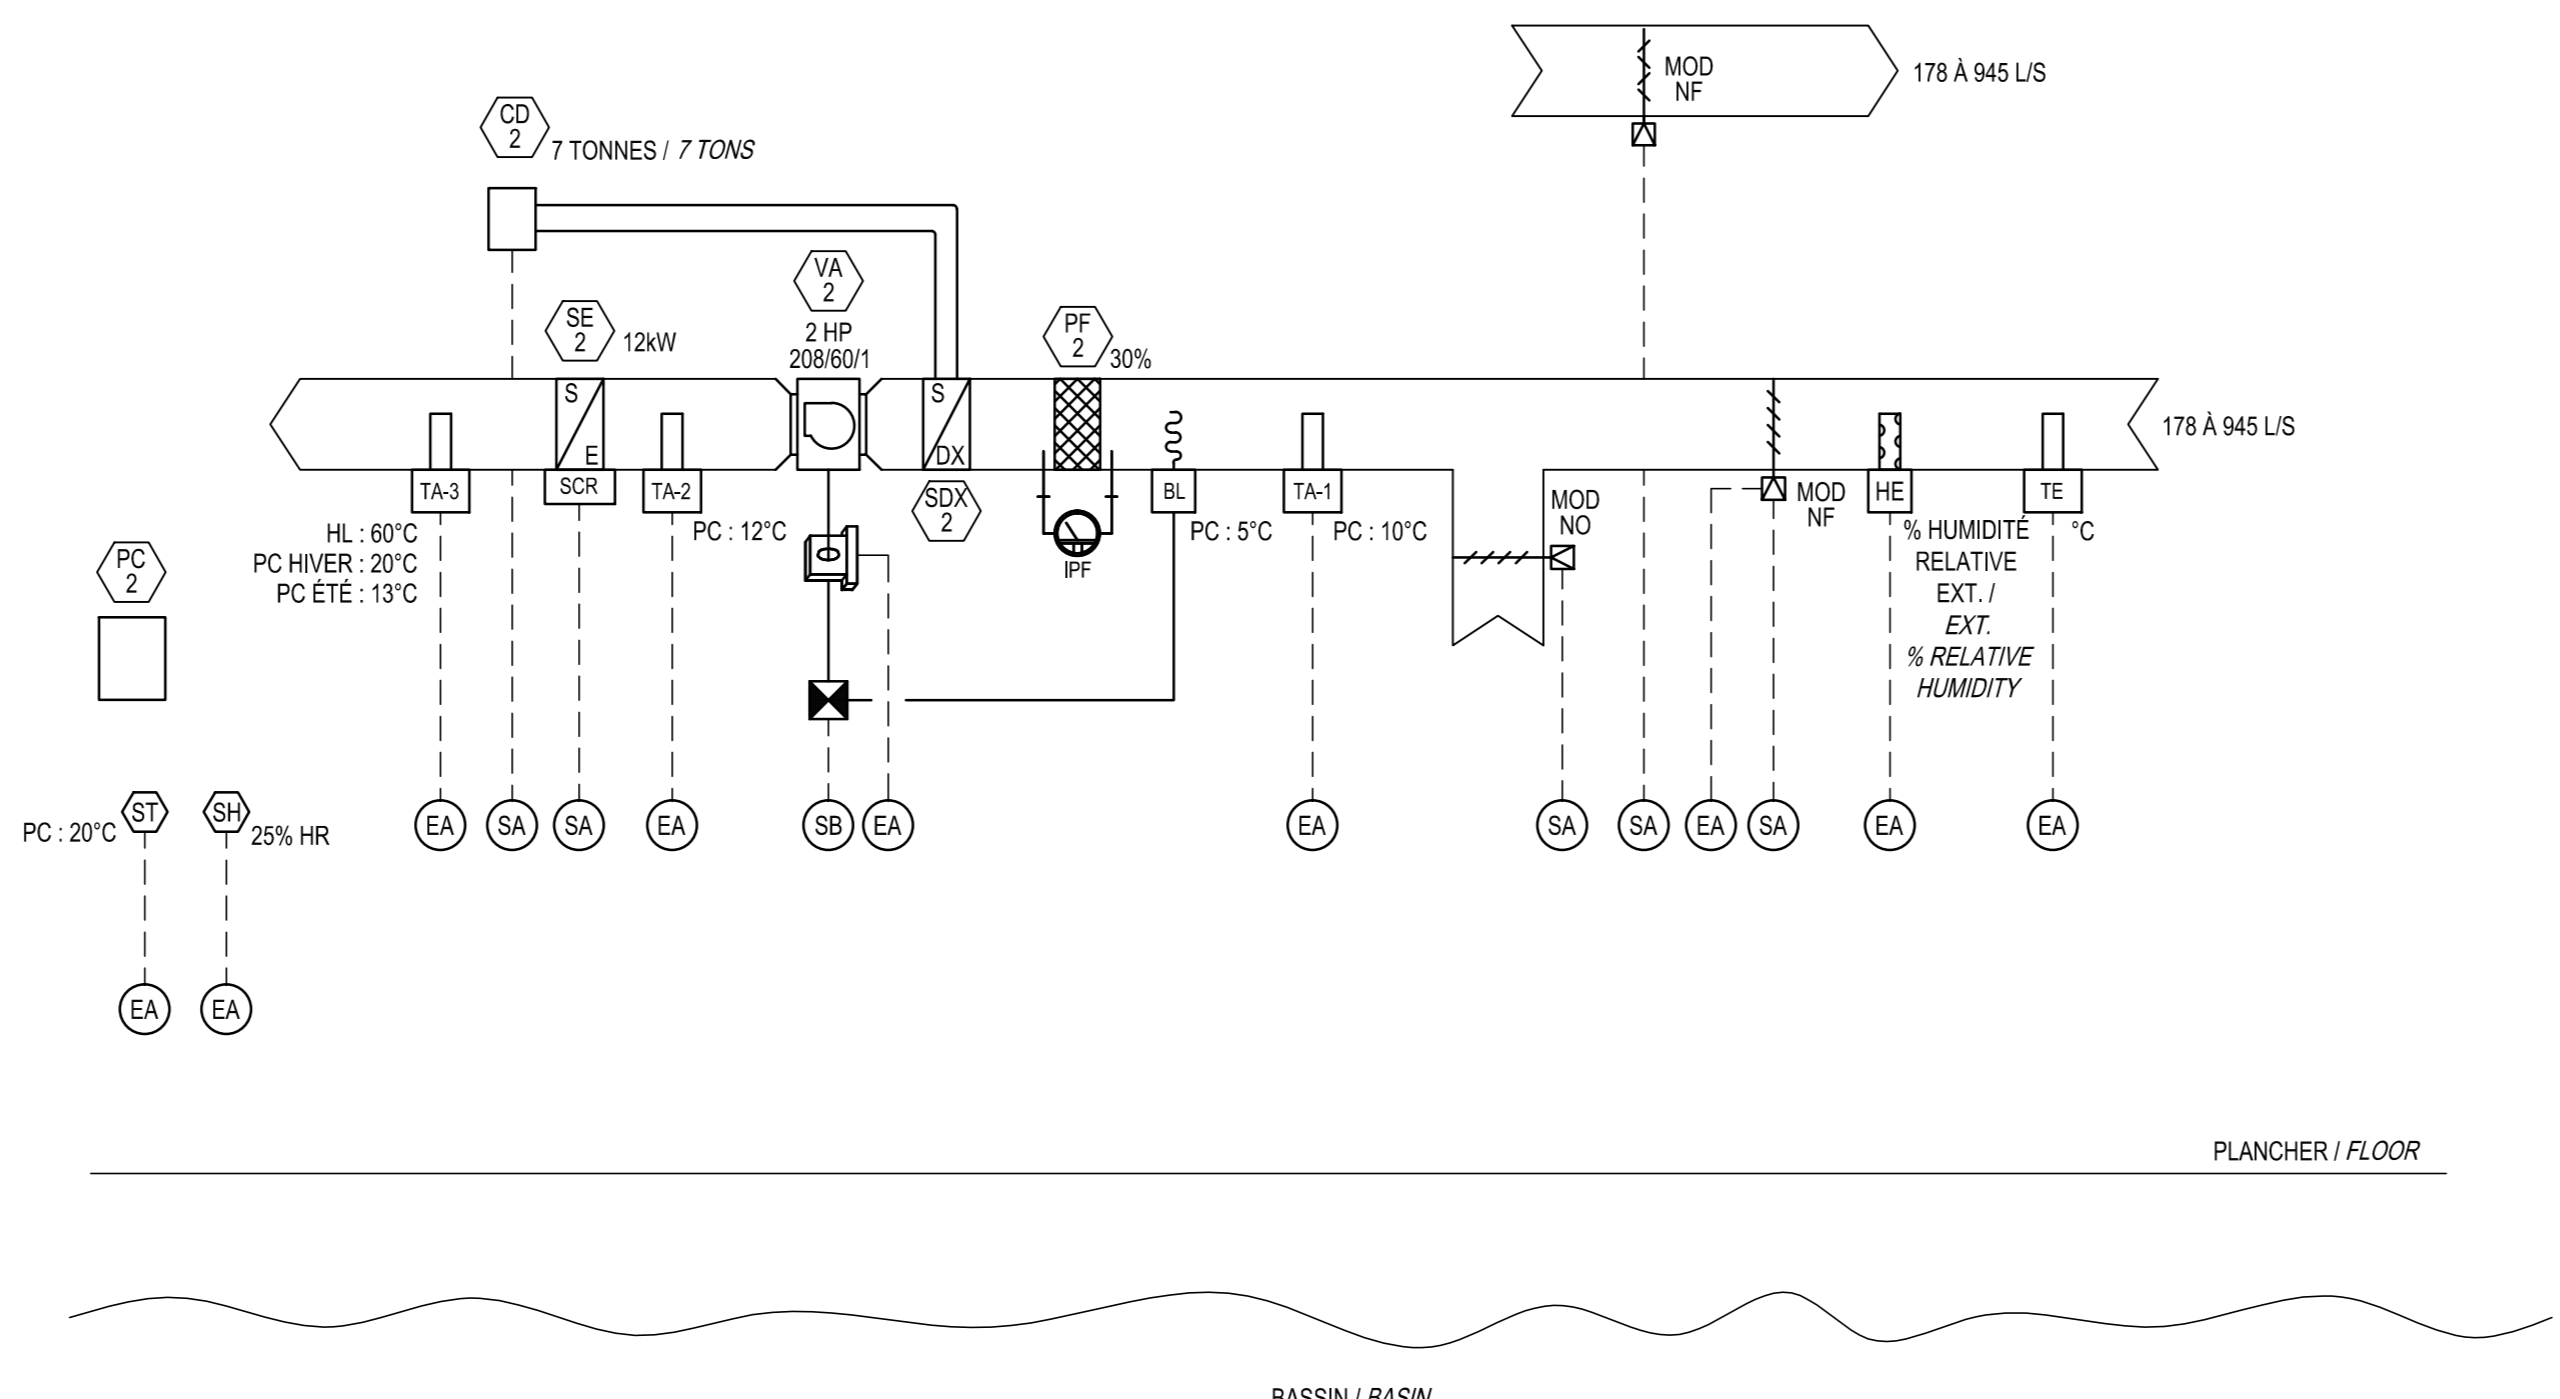 MOD
NF
178 À 945 L/S
CD
2
7 TONNES / 7 TONS
VA
2
2 HP
208/60/1
SE
2
12kW
PF
2
30%
S
E
S
DX
178 À 945 L/S
TA-3
SCR
TA-2
SDX
2
BL
TA-1
MOD
NO
MOD
NF
HE
TE
HL : 60°C
PC HIVER : 20°C
PC ÉTÉ : 13°C
PC : 12°C
IPF
PC : 5°C
PC : 10°C
% HUMIDITÉ
RELATIVE
EXT. /
EXT.
% RELATIVE
HUMIDITY
°C
PC
2
ST
PC : 20°C
SH
25% HR
EA
SA
SA
EA
SB
EA
EA
SA
SA
EA
SA
EA
EA
EA
EA
PLANCHER / FLOOR
BASSIN / BASIN